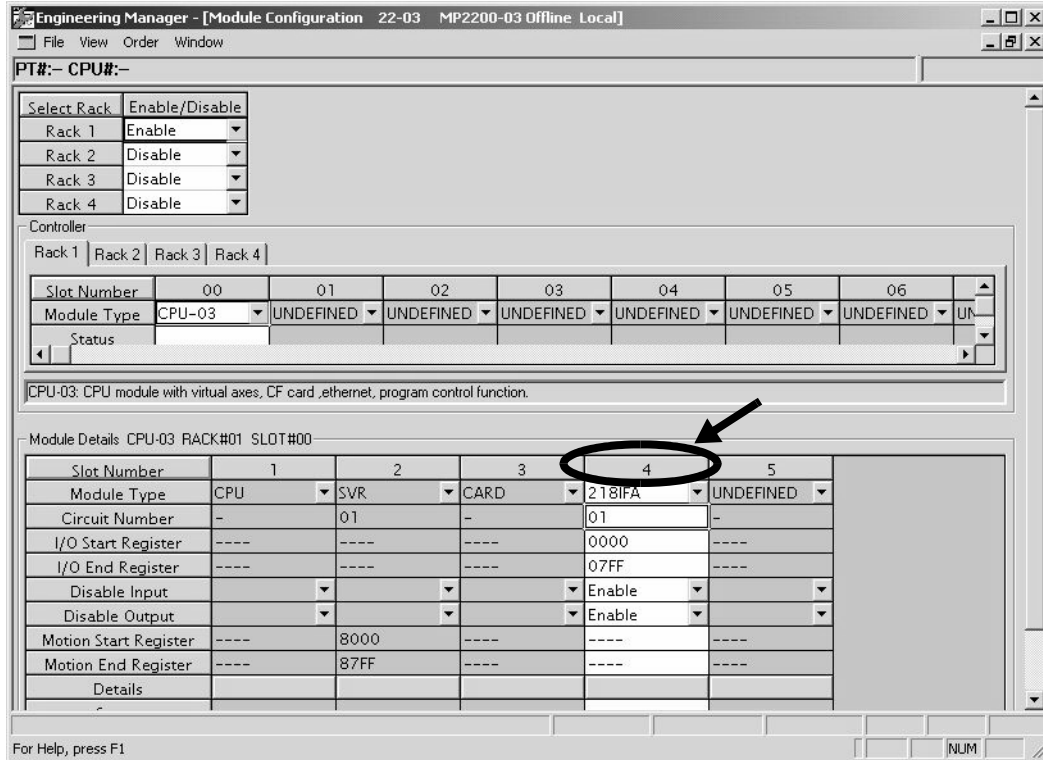 Engineering Manager - [Module Configuration 22-03 MP2200-03 Offline Local]
File View Order Window
PT#:– CPU#:–
Select Rack Enable/Disable
Rack 1 Enable
Rack 2 Disable
Rack 3 Disable
Rack 4 Disable
Controller
Rack 1 Rack 2 Rack 3 Rack 4
Slot Number 00 01 02 03 04 05 06
Module Type CPU-03 UNDEFINED UNDEFINED UNDEFINED UNDEFINED UNDEFINED UNDEFINED UN
Status
CPU-03: CPU module with virtual axes, CF card ,ethernet, program control function.
Module Details CPU-03 RACK#01 SLOT#00
Slot Number 1 2 3 4 5
Module Type CPU SVR CARD 218IFA UNDEFINED
Circuit Number – 01 – 01 –
I/O Start Register ---- ---- ---- 0000 ----
I/O End Register ---- ---- ---- 07FF ----
Disable Input Enable
Disable Output Enable
Motion Start Register ---- 8000 ---- ---- ----
Motion End Register ---- 87FF ---- ---- ----
Details
For Help, press F1 NUM